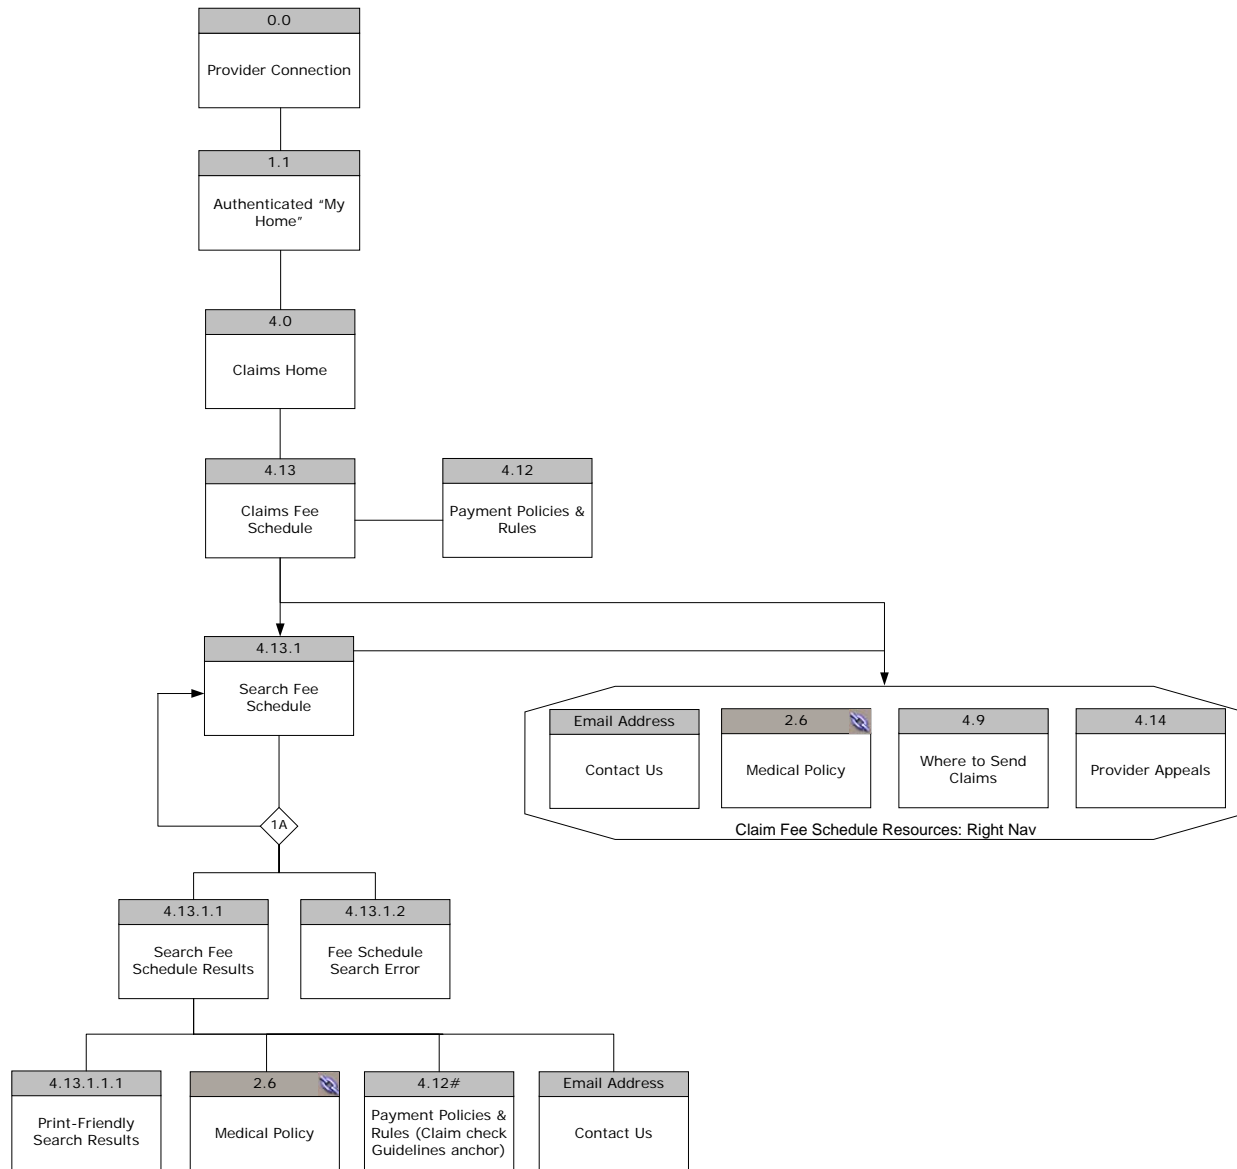 0.0
Provider Connection
1.1
Authenticated “My
Home”
4.0
Claims Home
4.13
Claims Fee
Schedule
4.12
Payment Policies &
Rules
4.13.1
Search Fee
Schedule
Email Address
Contact Us
2.6
Medical Policy
4.9
Where to Send
Claims
4.14
Provider Appeals
Claim Fee Schedule Resources: Right Nav
1A
4.13.1.1
Search Fee
Schedule Results
4.13.1.2
Fee Schedule
Search Error
4.13.1.1.1
Print-Friendly
Search Results
2.6
Medical Policy
4.12#
Payment Policies &
Rules (Claim check
Guidelines anchor)
Email Address
Contact Us